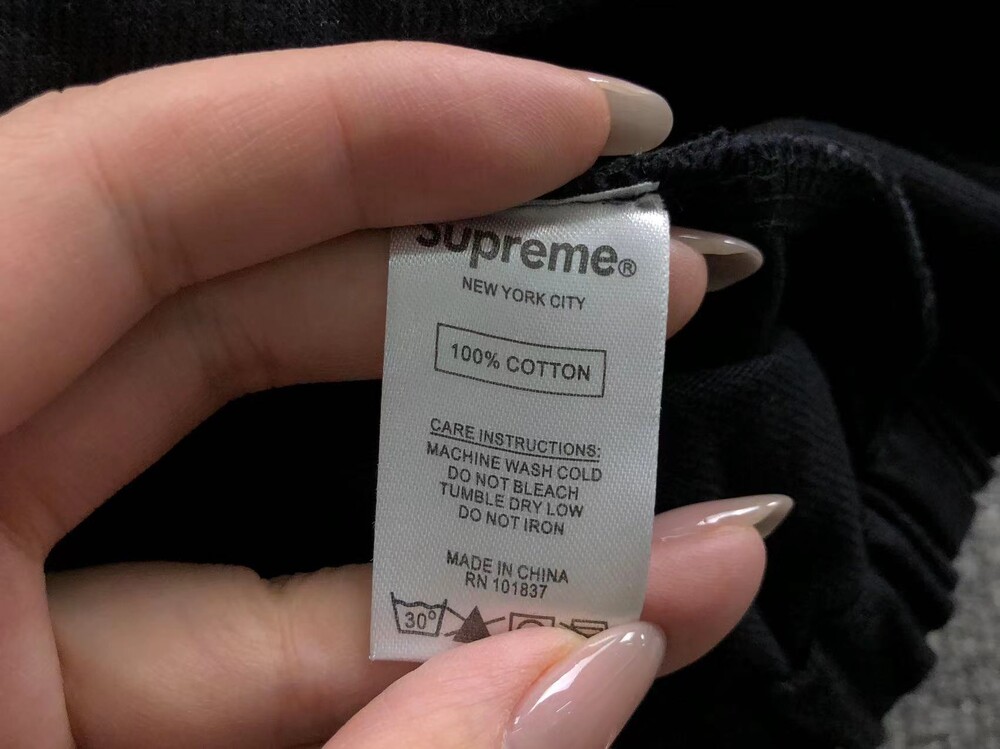 Supreme®
NEW YORK CITY
100% COTTON
CARE INSTRUCTIONS:
MACHINE WASH COLD
DO NOT BLEACH
TUMBLE DRY LOW
DO NOT IRON
MADE IN CHINA
RN 101837
30°